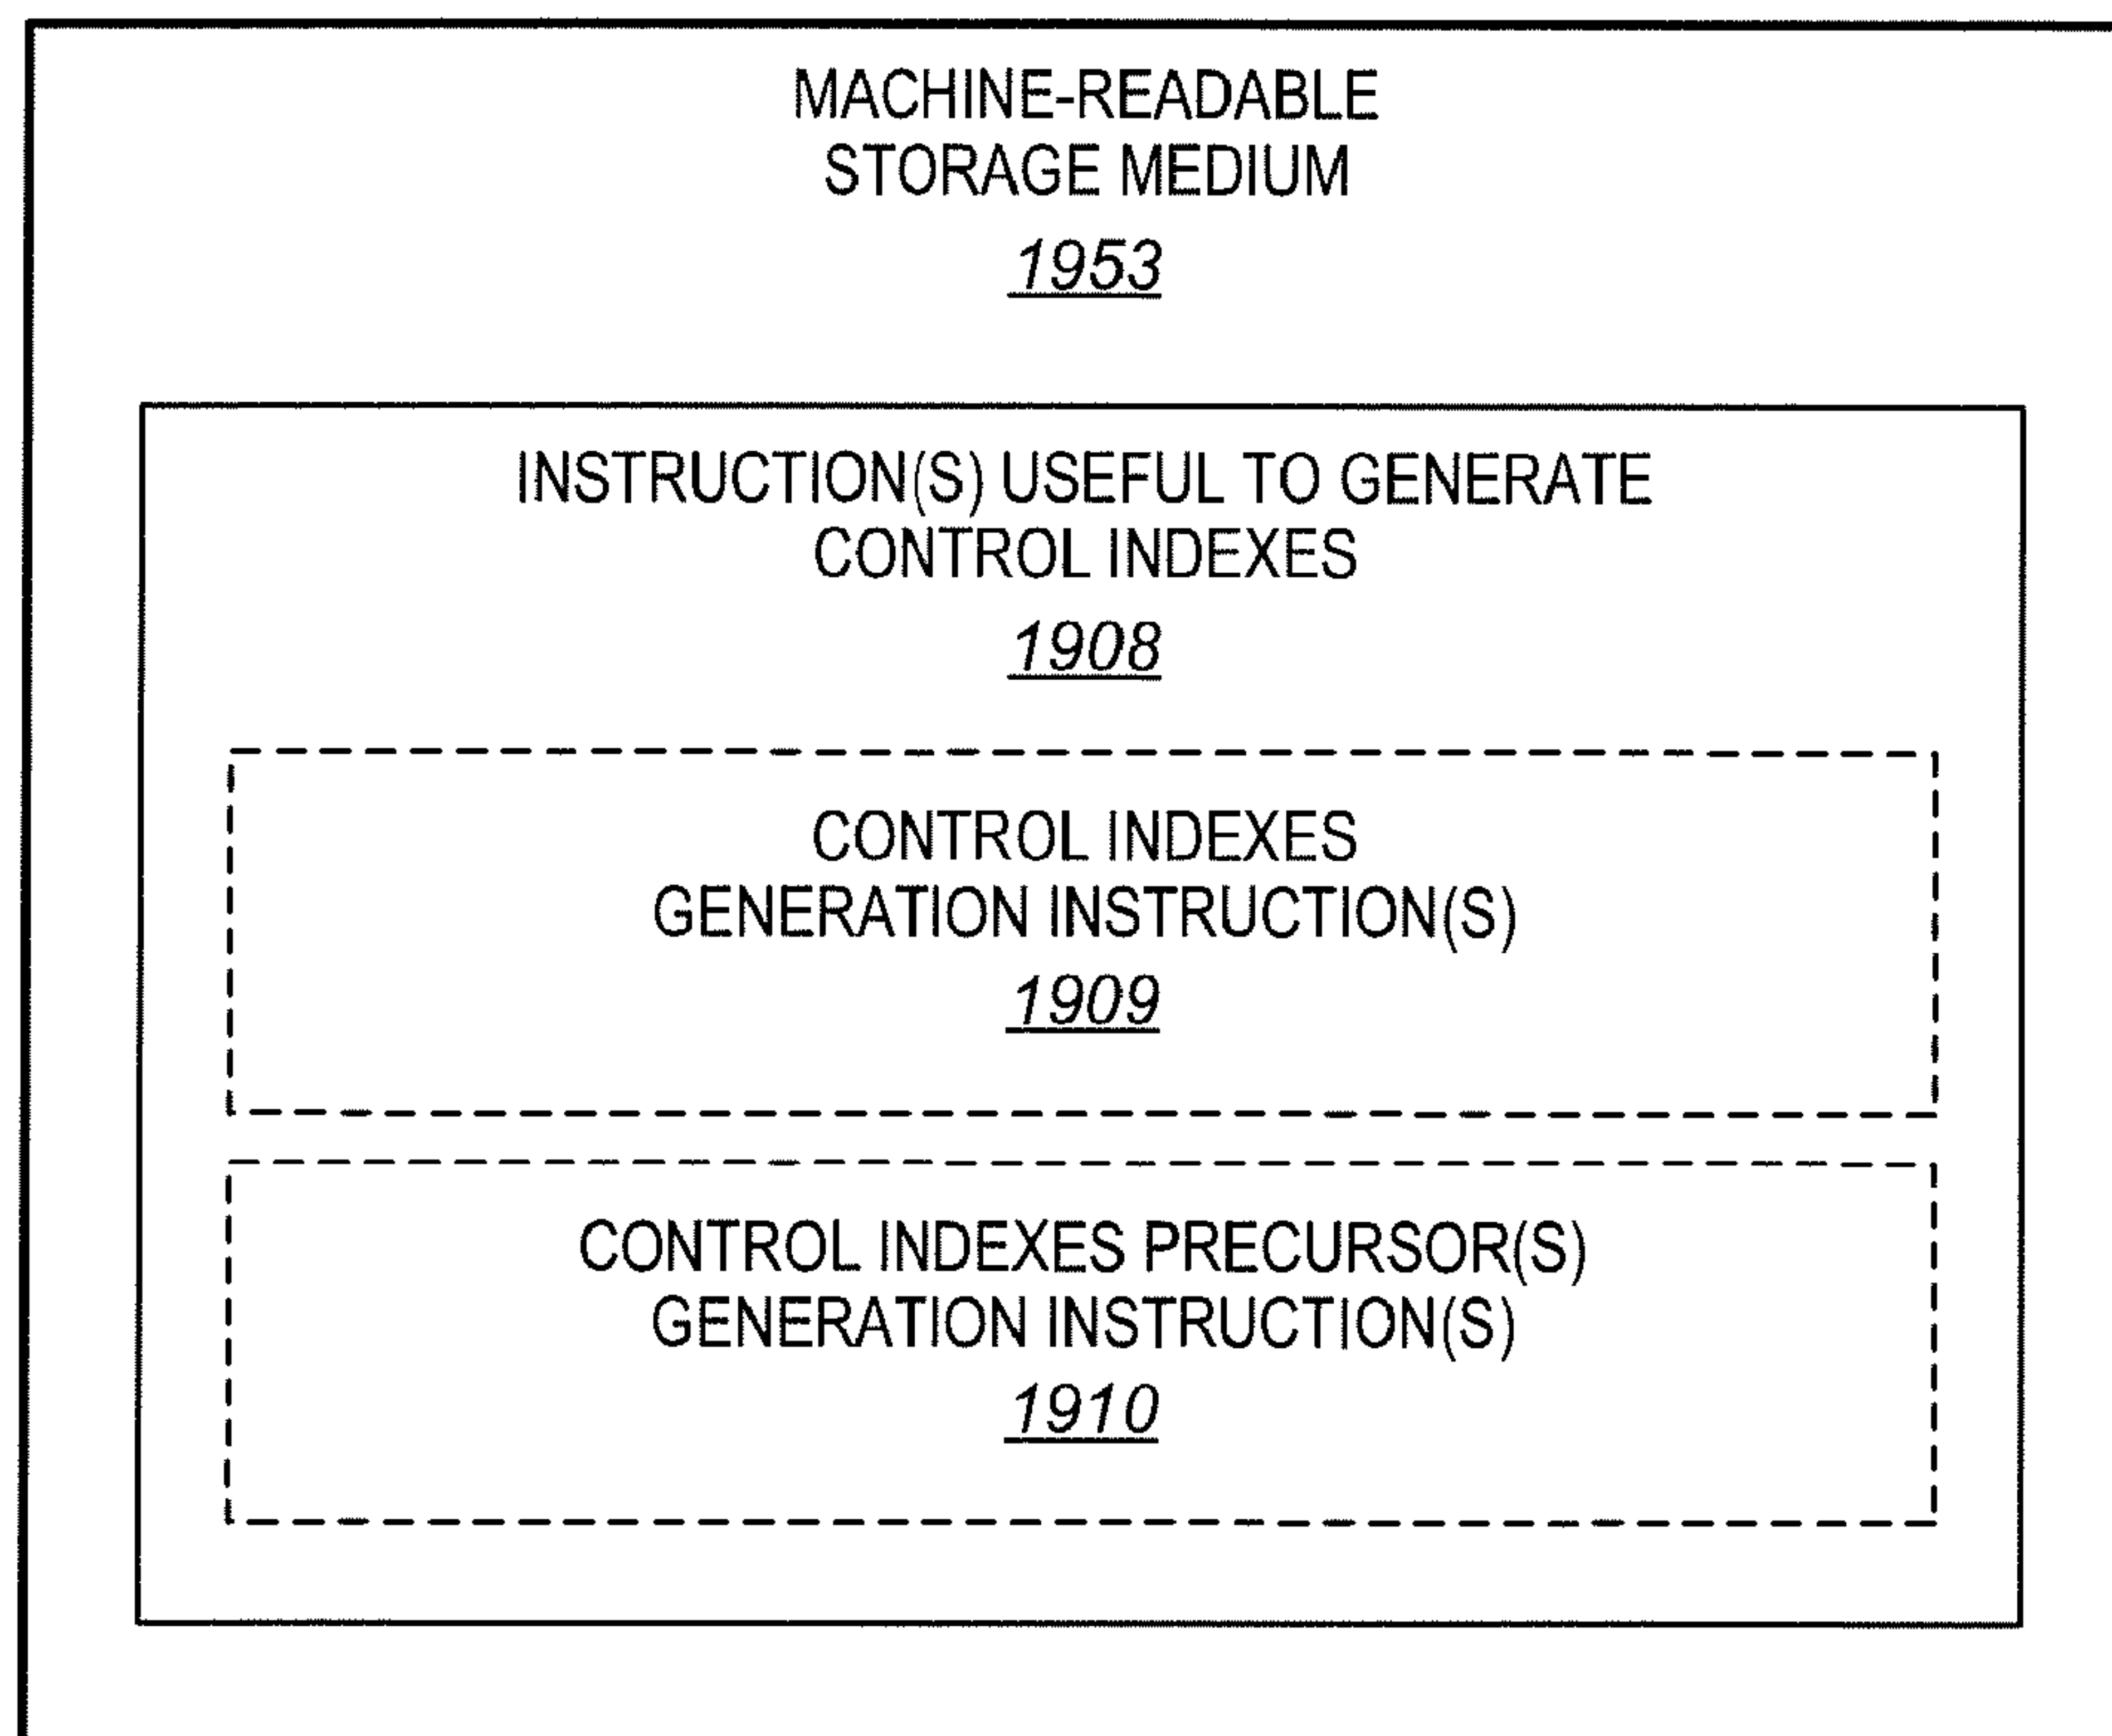 MACHINE-READABLE
STORAGE MEDIUM
1953
INSTRUCTION(S) USEFUL TO GENERATE
CONTROL INDEXES
1908
CONTROL INDEXES
GENERATION INSTRUCTION(S)
1909
CONTROL INDEXES PRECURSOR(S)
GENERATION INSTRUCTION(S)
1910